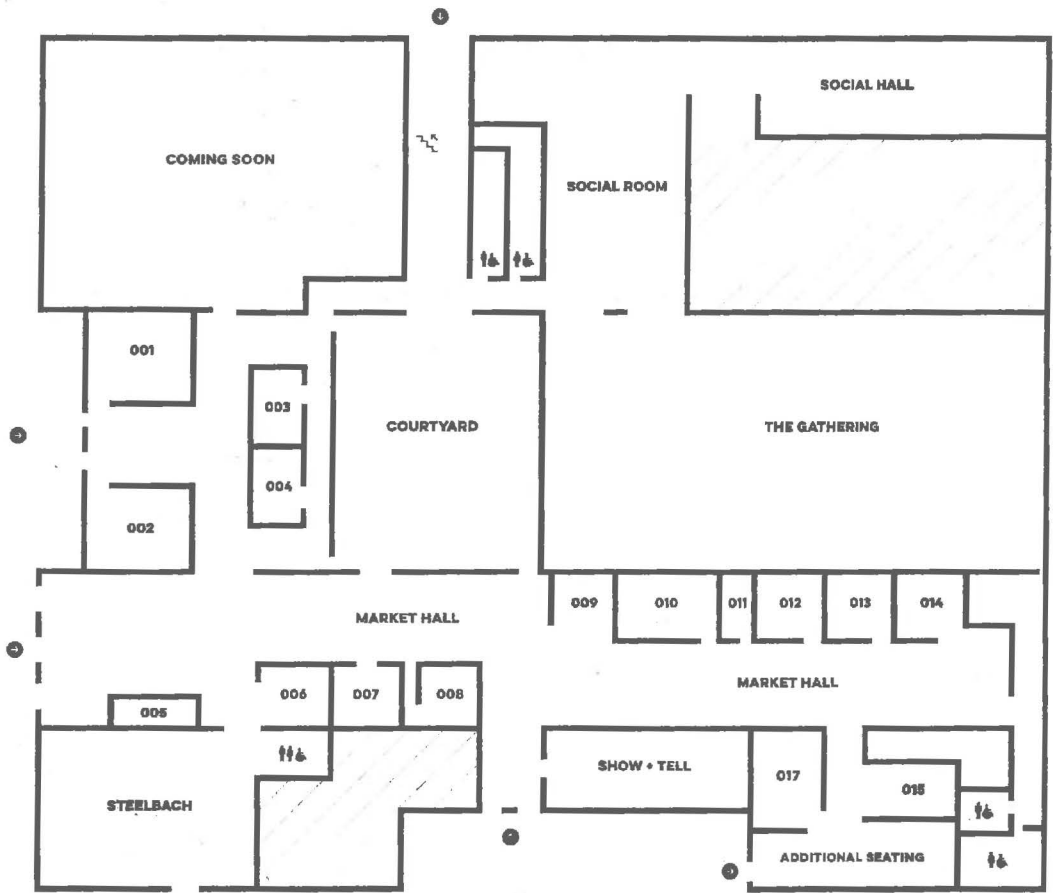 SOCIAL HALL
COMING SOON
SOCIAL ROOM
001
003
COURTYARD
THE GATHERING
004
002
009
010
011
012
013
014
MARKET HALL
MARKET HALL
006
007
008
005
SHOW + TELL
017
015
STEELBACH
ADDITIONAL SEATING